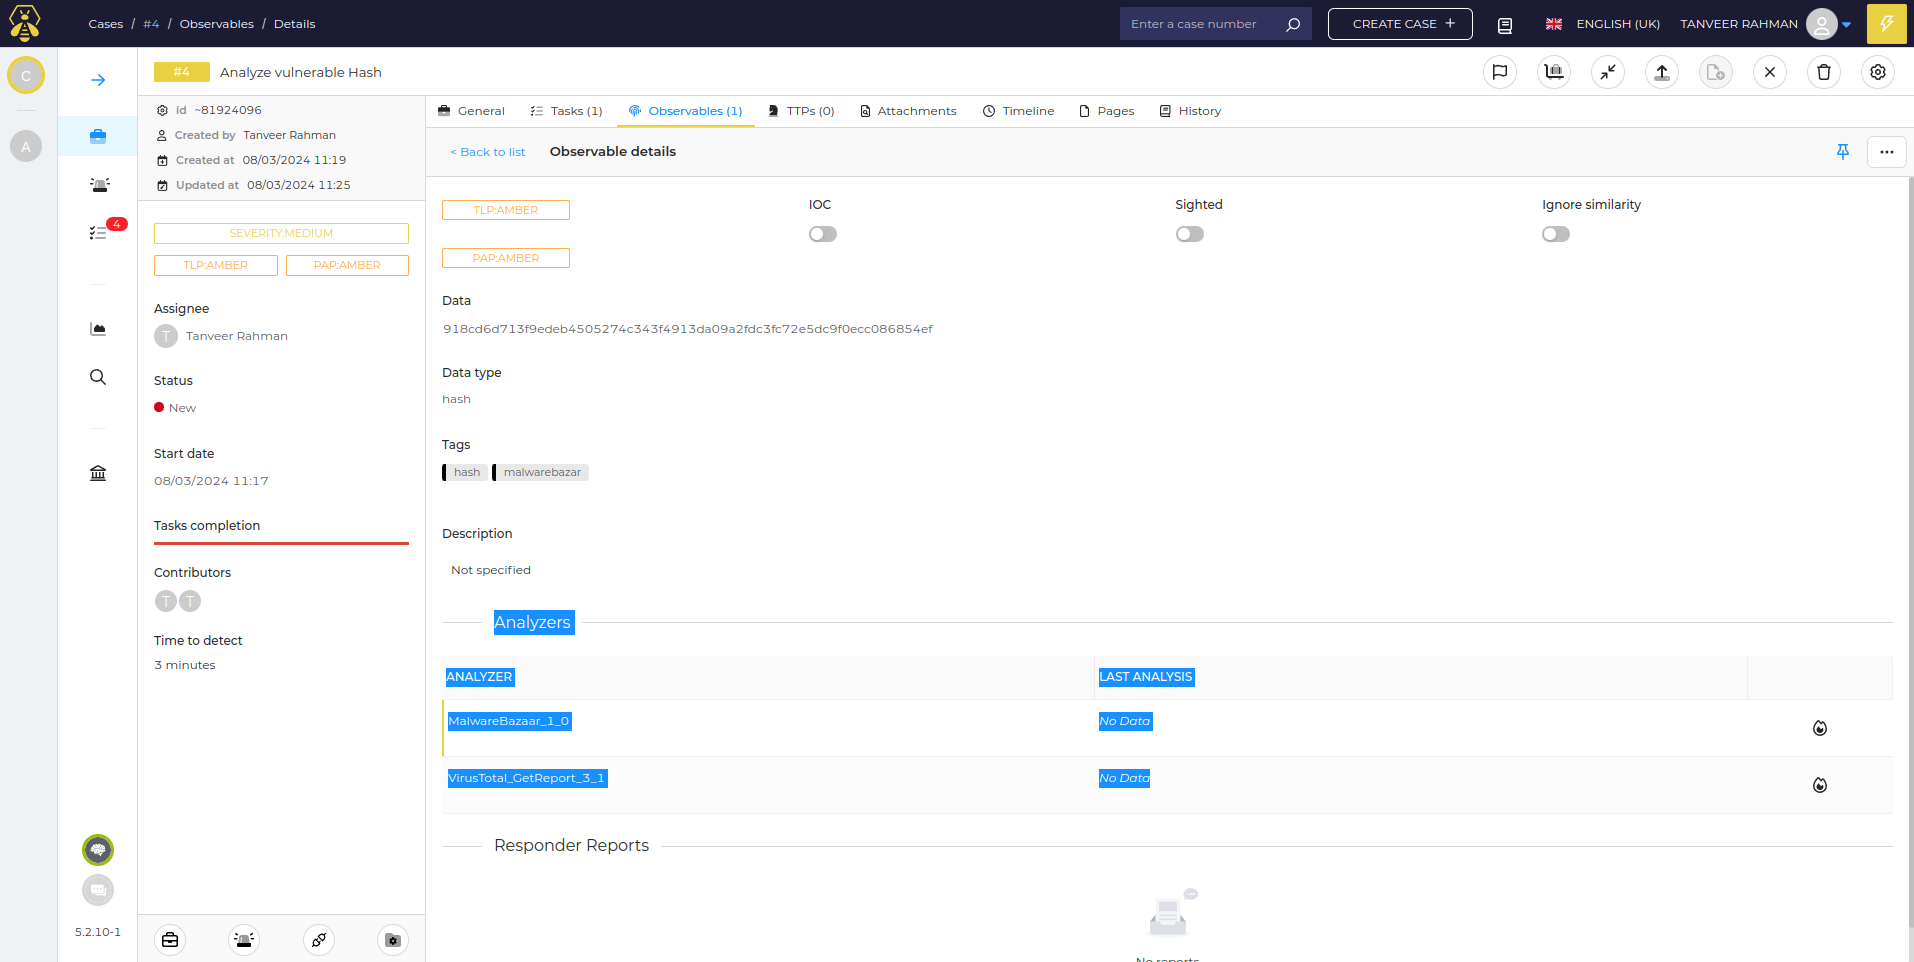 Cases / #4 / Observables / Details
Enter a case number
CREATE CASE +
ENGLISH (UK)
TANVEER RAHMAN
C
A
4
5.2.10-1
#4 Analyze vulnerable Hash
id ~81924096
Created by Tanveer Rahman
Created at 08/03/2024 11:19
Updated at 08/03/2024 11:25
SEVERITY:MEDIUM
TLP:AMBER PAP:AMBER
Assignee
T Tanveer Rahman
Status
New
Start date
08/03/2024 11:17
Tasks completion
Contributors
T T
Time to detect
3 minutes
General Tasks (1) Observables (1) TTPs (0) Attachments Timeline Pages History
< Back to list Observable details
TLP:AMBER
PAP:AMBER
IOC
Sighted
Ignore similarity
Data
918cd6d713f9edeb4505274c343f4913da09a2fdc3fc72e5dc9f0ecc086854ef
Data type
hash
Tags
hash malwarebazar
Description
Not specified
Analyzers
ANALYZER LAST ANALYSIS
MalwareBazaar_1_0 No Data
VirusTotal_GetReport_3_1 No Data
Responder Reports
No reports